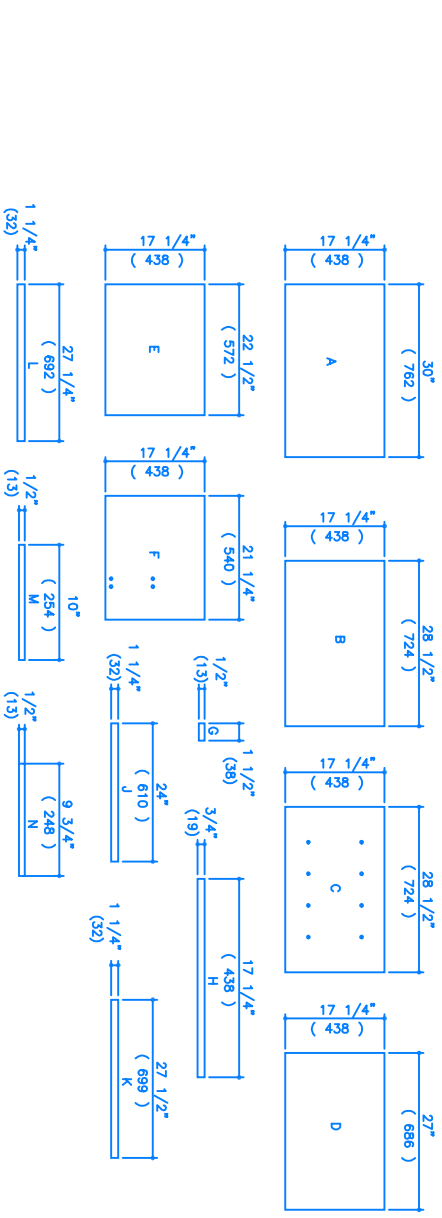 30"
( 762 )
17 1/4"
( 438 )
A
28 1/2"
( 724 )
17 1/4"
( 438 )
B
28 1/2"
( 724 )
17 1/4"
( 438 )
C
27"
( 686 )
17 1/4"
( 438 )
D
22 1/2"
( 572 )
17 1/4"
( 438 )
E
21 1/4"
( 540 )
17 1/4"
( 438 )
F
1/2"
(13)
G
1 1/2"
(38)
3/4"
(19)
17 1/4"
( 438 )
H
1 1/4"
(32)
24"
( 610 )
J
1 1/4"
(32)
27 1/2"
( 699 )
K
1 1/4"
(32)
27 1/4"
( 692 )
L
1/2"
(13)
10"
( 254 )
M
1/2"
(13)
9 3/4"
( 248 )
N